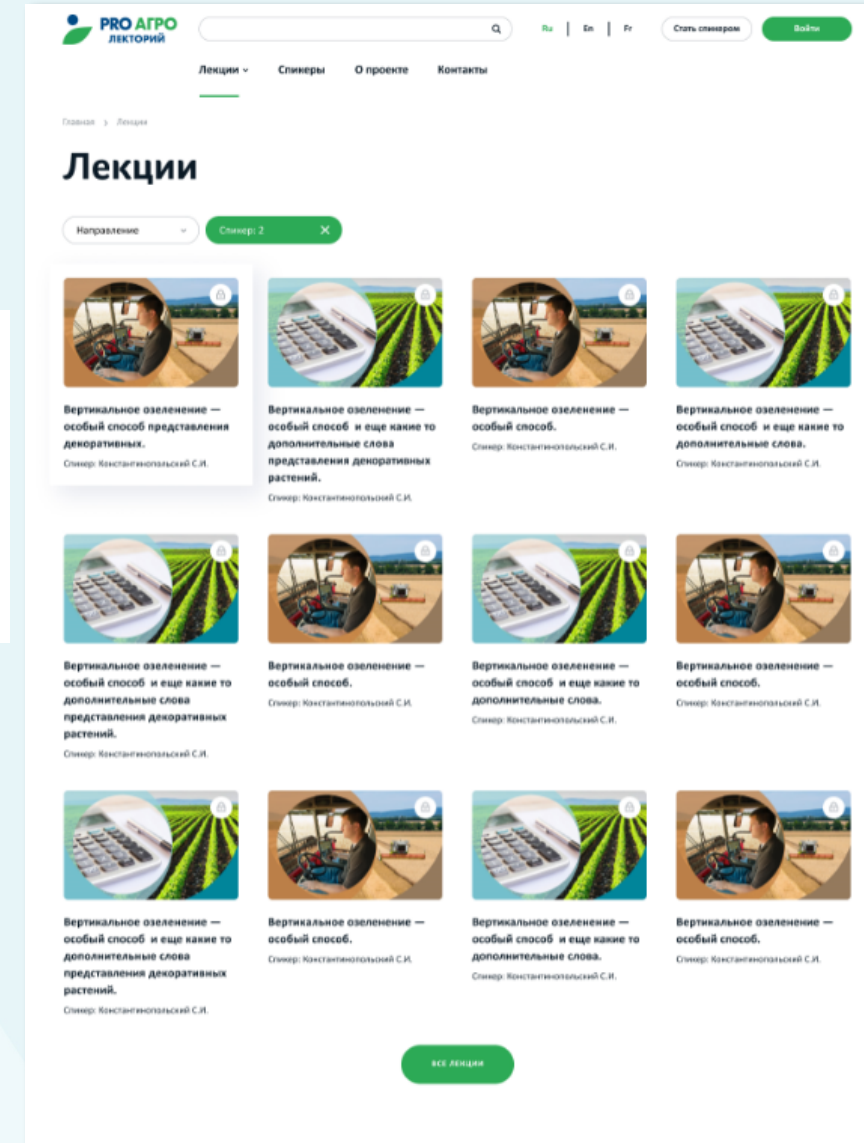 PRO АГРО
ЛЕКТОРИЙ
Ru | En | Fr
Стать спикером
Войти
Лекции
Спикеры
О проекте
Контакты
Главная > Лекции
Лекции
Направление
Спикер: 2
Вертикальное озеленение —
особый способ представления
декоративных.
Спикер: Константинопольский С.И.
Вертикальное озеленение —
особый способ и еще какие то
дополнительные слова
представления декоративных
растений.
Спикер: Константинопольский С.И.
Вертикальное озеленение —
особый способ.
Спикер: Константинопольский С.И.
Вертикальное озеленение —
особый способ и еще какие то
дополнительные слова.
Спикер: Константинопольский С.И.
Вертикальное озеленение —
особый способ и еще какие то
дополнительные слова
представления декоративных
растений.
Спикер: Константинопольский С.И.
Вертикальное озеленение —
особый способ.
Спикер: Константинопольский С.И.
Вертикальное озеленение —
особый способ и еще какие то
дополнительные слова.
Спикер: Константинопольский С.И.
Вертикальное озеленение —
особый способ.
Спикер: Константинопольский С.И.
Вертикальное озеленение —
особый способ и еще какие то
дополнительные слова
представления декоративных
растений.
Спикер: Константинопольский С.И.
Вертикальное озеленение —
особый способ.
Спикер: Константинопольский С.И.
Вертикальное озеленение —
особый способ и еще какие то
дополнительные слова.
Спикер: Константинопольский С.И.
Вертикальное озеленение —
особый способ.
Спикер: Константинопольский С.И.
ВСЕ ЛЕКЦИИ